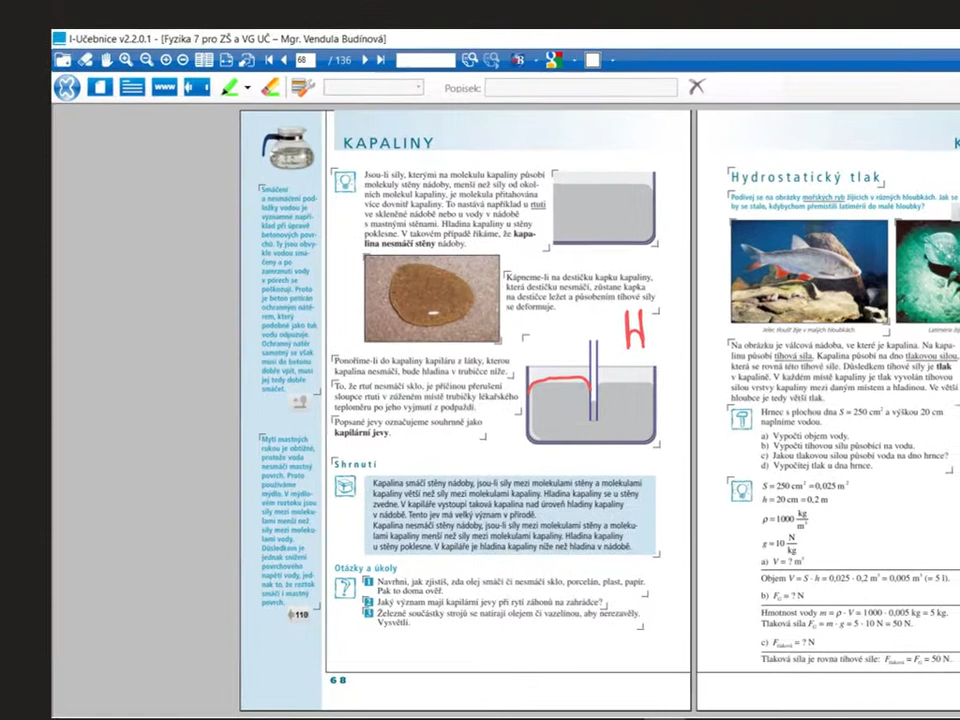 I-Učebnice v2.2.0.1 - [Fyzika 7 pro ZŠ a VG UČ – Mgr. Vendula Budínová]
68 / 136
www
Popisek:
KAPALINY
Smáčení
a nesmáčení pod-
ložky vodou je
významné napří-
klad při úpravě
betonových povr-
chů. Ty jsou oby-
kle vodou smá-
čeny a po
zamrznutí vody
v pórech se
poškozují. Proto
je beton potírán
ochranným nátě-
rem, který
podobně jako tuk
vodu odpuzuje.
Ochranný nátěr
samotný se však
musí do betonu
dobře vpít, musí
jej tedy dobře
smáčet.
Mytí mastných
rukou je obtížné,
protože voda
nesmáčí mastný
povrch. Proto
používáme
mýdlo. V mýdlo-
vém roztoku jsou
síly mezi moleku-
lami menší než
síly mezi moleku-
lami vody.
Důsledkem je
jednak snížení
povrchového
napětí vody, jed-
nak to, že roztok
smáčí i mastný
povrch.
110
Jsou-li síly, kterými na molekulu kapaliny působí
molekuly stěny nádoby, menší než síly od okol-
ních molekul kapaliny, je molekula přitahována
více dovnitř kapaliny. To nastává například u rtuti
ve skleněné nádobě nebo u vody v nádobě
s mastnými stěnami. Hladina kapaliny u stěny
poklesne. V takovém případě říkáme, že kapa-
lina nesmáčí stěny nádoby.
Kápneme-li na destičku kapku kapaliny,
která destičku nesmáčí, zůstane kapka
na destičce ležet a působením tíhové síly
se deformuje.
H
Ponoříme-li do kapaliny kapiláru z látky, kterou
kapalina nesmáčí, bude hladina v trubičce níže.
To, že rtuť nesmáčí sklo, je příčinou přerušení
sloupce rtuti v zúženém místě trubičky lékařského
teploměru po jeho vyjmutí z podpaždí.
Popsané jevy označujeme souhrnně jako
kapilární jevy.
Shrnutí
Kapalina smáčí stěny nádoby, jsou-li síly mezi molekulami stěny a molekulami
kapaliny větší než síly mezi molekulami kapaliny. Hladina kapaliny se u stěny
zvedne. V kapiláře vystoupí taková kapalina nad úroveň hladiny kapaliny
v nádobě. Tento jev má velký význam v přírodě.
Kapalina nesmáčí stěny nádoby, jsou-li síly mezi molekulami stěny a moleku-
lami kapaliny menší než síly mezi molekulami kapaliny. Hladina kapaliny
u stěny poklesne. V kapiláře je hladina kapaliny níže než hladina v nádobě.
Otázky a úkoly
1 Navrhni, jak zjistíš, zda olej smáčí či nesmáčí sklo, porcelán, plast, papír.
Pak to doma ověř.
2 Jaký význam mají kapilární jevy při rytí záhonů na zahrádce?
3 Železné součástky strojů se natírají olejem či vazelínou, aby nerezavěly.
Vysvětli.
68
Hydrostatický tlak
Podívej se na obrázky mořských ryb žijících v různých hloubkách. Jak se
by se stalo, kdybychom přemístili latimérii do malé hloubky?
Jelec tloušť žije v malých hloubkách
Latimérie ži
Na obrázku je válcová nádoba, ve které je kapalina. Na kapa-
linu působí tíhová síla. Kapalina působí na dno tlakovou silou,
která se rovná této tíhové síle. Důsledkem tíhové síly je tlak
v kapalině. V každém místě kapaliny je tlak vyvolán tíhovou
silou vrstvy kapaliny mezi daným místem a hladinou. Ve větší
hloubce je tedy větší tlak.
Hrnec s plochou dna S = 250 cm² a výškou 20 cm
naplníme vodou.
a) Vypočti objem vody.
b) Vypočti tíhovou sílu působící na vodu.
c) Jakou tlakovou silou působí voda na dno hrnce?
d) Vypočítej tlak u dna hrnce.
S = 250 cm² = 0,025 m²
h = 20 cm = 0,2 m
ρ = 1000 kg/m³
g = 10 N/kg
a) V = ? m³
Objem V = S · h = 0,025 · 0,2 m³ = 0,005 m³ (= 5 l).
b) F_G = ? N
Hmotnost vody m = ρ · V = 1000 · 0,005 kg = 5 kg.
Tlaková síla F_G = m · g = 5 · 10 N = 50 N.
c) F_tlaková = ? N
Tlaková síla je rovna tíhové síle: F_tlaková = F_G = 50 N.